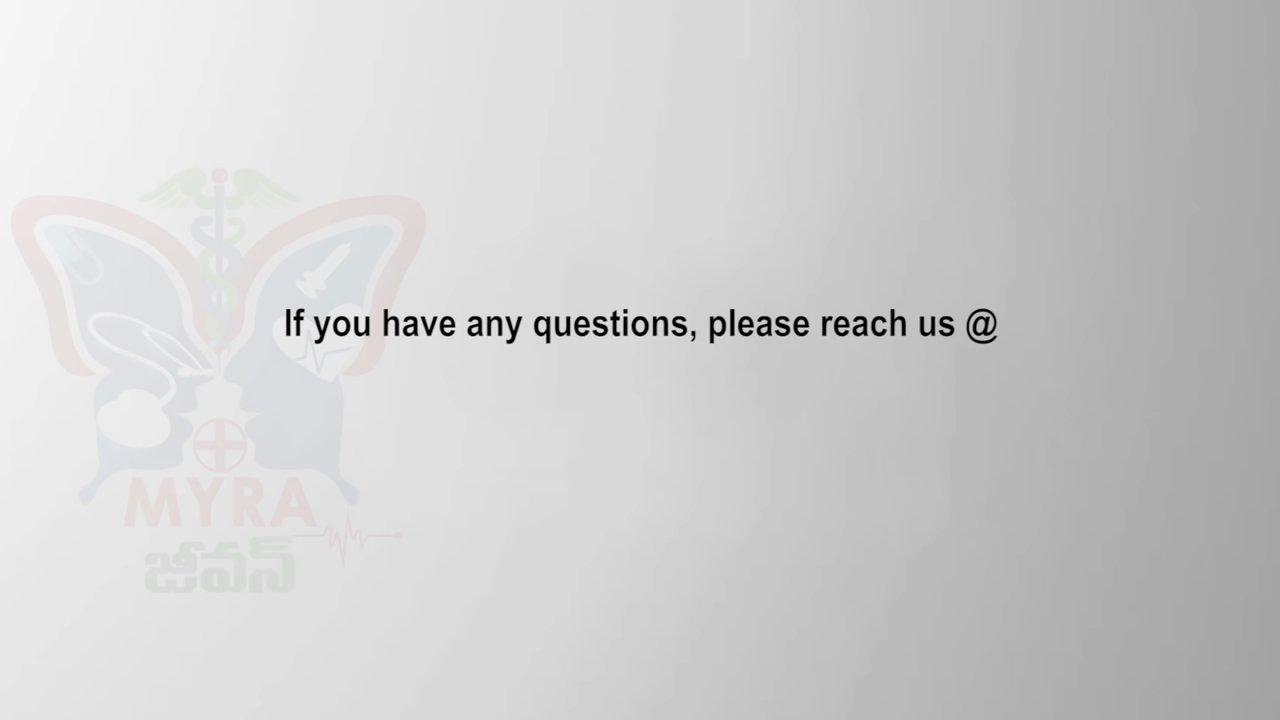 If you have any questions, please reach us @
MYRA
జీవన్